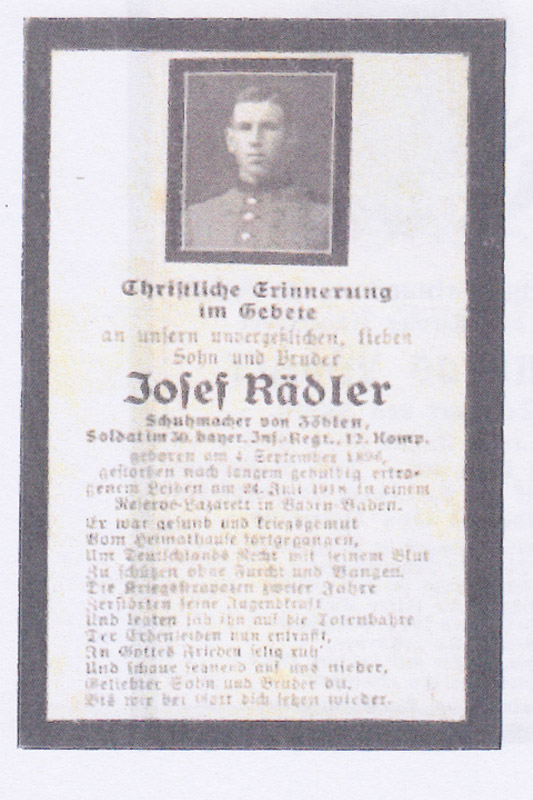 Christliche Erinnerung
im Gebete
an unsern unvergeßlichen, lieben
Sohn und Bruder
Josef Rädler
Schuhmacher von Zöblen,
Soldat im 30. bayer. Inf.-Regt., 12. Komp.
geboren am 4. September 1896,
gestorben nach langem geduldig ertra-
genem Leiden am 24. Juli 1918 in einem
Reserve-Lazarett in Baden-Baden.
Er war gesund und kriegsgemut
Vom Heimathause fortgegangen,
Um Deutschlands Recht mit seinem Blut
Zu schützen ohne Furcht und Bangen.
Die Kriegsstrapazen zweier Jahre
Zerstörten seine Jugendkraft
Und legten jäh ihn auf die Totenbahre
Der Erdenleiden nun entrafft,
In Gottes Frieden selig ruh'
Und schaue segnend auf uns nieder,
Geliebter Sohn und Bruder du,
Bis wir bei Gott dich sehen wieder.